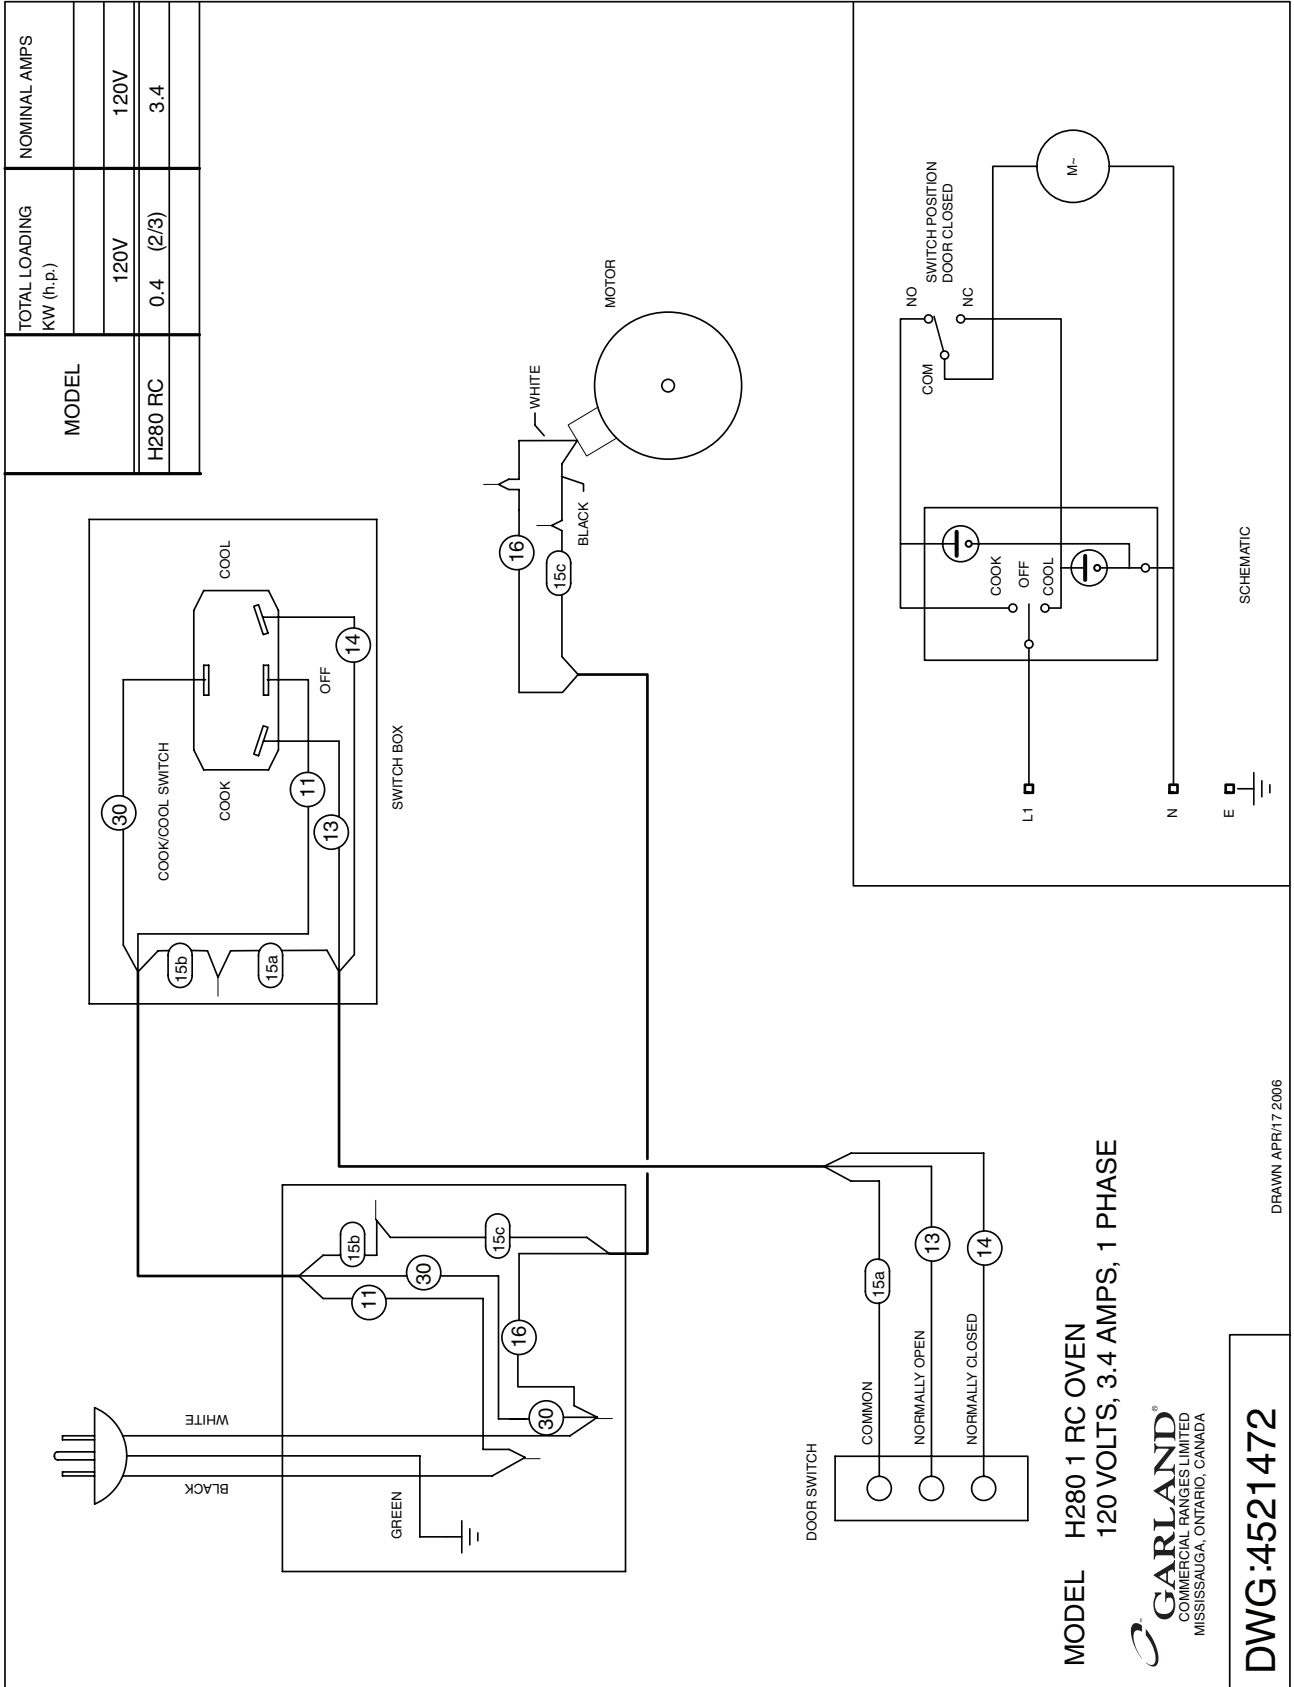 MODEL
TOTAL LOADING
KW (h.p.)
NOMINAL AMPS
120V
120V
H280 RC
0.4 (2/3)
3.4
WHITE
BLACK
GREEN
15b
30
11
15c
16
30
30
COOK/COOL SWITCH
COOK
COOL
OFF
11
13
14
15b
15a
SWITCH BOX
16
15c
WHITE
BLACK
MOTOR
DOOR SWITCH
COMMON
15a
NORMALLY OPEN
13
NORMALLY CLOSED
14
NO
SWITCH POSITION
DOOR CLOSED
COM
NC
M~
COOK
OFF
COOL
L1
N
E
SCHEMATIC
MODEL H280 1 RC OVEN
120 VOLTS, 3.4 AMPS, 1 PHASE
GARLAND®
COMMERCIAL RANGES LIMITED
MISSISSAUGA, ONTARIO, CANADA
DRAWN APR/17 2006
DWG:4521472